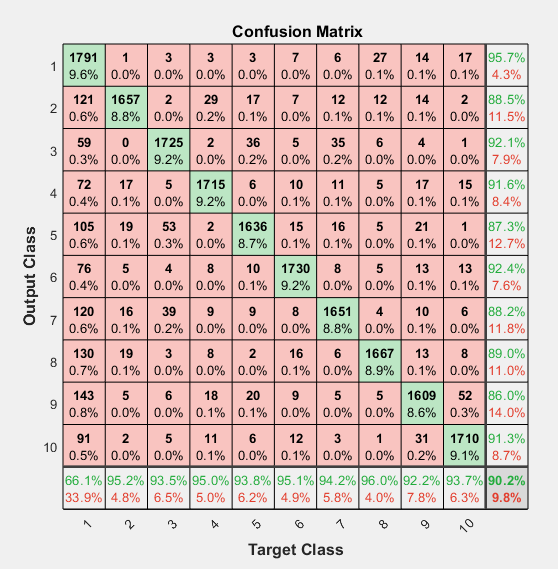 Confusion Matrix
1 1791 1 3 3 3 7 6 27 14 17 95.7%
9.6% 0.0% 0.0% 0.0% 0.0% 0.0% 0.0% 0.1% 0.1% 0.1% 4.3%
2 121 1657 2 29 17 7 12 12 14 2 88.5%
0.6% 8.8% 0.0% 0.2% 0.1% 0.0% 0.1% 0.1% 0.1% 0.0% 11.5%
3 59 0 1725 2 36 5 35 6 4 1 92.1%
0.3% 0.0% 9.2% 0.0% 0.2% 0.0% 0.2% 0.0% 0.0% 0.0% 7.9%
4 72 17 5 1715 6 10 11 5 17 15 91.6%
0.4% 0.1% 0.0% 9.2% 0.0% 0.1% 0.1% 0.0% 0.1% 0.1% 8.4%
5 105 19 53 2 1636 15 16 5 21 1 87.3%
0.6% 0.1% 0.3% 0.0% 8.7% 0.1% 0.1% 0.0% 0.1% 0.0% 12.7%
6 76 5 4 8 10 1730 8 5 13 13 92.4%
0.4% 0.0% 0.0% 0.0% 0.1% 9.2% 0.0% 0.0% 0.1% 0.1% 7.6%
7 120 16 39 9 9 8 1651 4 10 6 88.2%
0.6% 0.1% 0.2% 0.0% 0.0% 0.0% 8.8% 0.0% 0.1% 0.0% 11.8%
8 130 19 3 8 2 16 6 1667 13 8 89.0%
0.7% 0.1% 0.0% 0.0% 0.0% 0.1% 0.0% 8.9% 0.1% 0.0% 11.0%
9 143 5 6 18 20 9 5 5 1609 52 86.0%
0.8% 0.0% 0.0% 0.1% 0.1% 0.0% 0.0% 0.0% 8.6% 0.3% 14.0%
10 91 2 5 11 6 12 3 1 31 1710 91.3%
0.5% 0.0% 0.0% 0.1% 0.0% 0.1% 0.0% 0.0% 0.2% 9.1% 8.7%
66.1% 95.2% 93.5% 95.0% 93.8% 95.1% 94.2% 96.0% 92.2% 93.7% 90.2%
33.9% 4.8% 6.5% 5.0% 6.2% 4.9% 5.8% 4.0% 7.8% 6.3% 9.8%
1 2 3 4 5 6 7 8 9 10
Target Class
Output Class